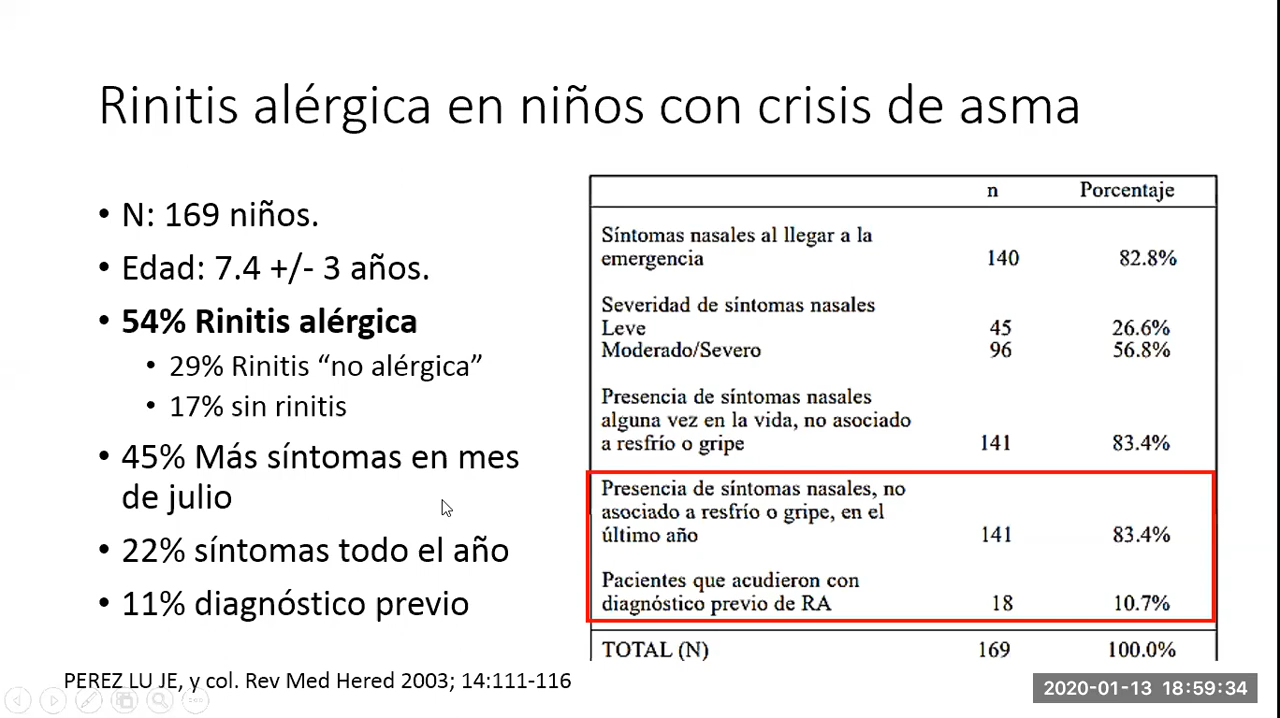 Rinitis alérgica en niños con crisis de asma
• N: 169 niños.
• Edad: 7.4 +/- 3 años.
• 54% Rinitis alérgica
• 29% Rinitis “no alérgica”
• 17% sin rinitis
• 45% Más síntomas en mes
de julio
• 22% síntomas todo el año
• 11% diagnóstico previo
n Porcentaje
Síntomas nasales al llegar a la
emergencia 140 82.8%
Severidad de síntomas nasales
Leve 45 26.6%
Moderado/Severo 96 56.8%
Presencia de síntomas nasales
alguna vez en la vida, no asociado
a resfrío o gripe 141 83.4%
Presencia de síntomas nasales, no
asociado a resfrío o gripe, en el
último año 141 83.4%
Pacientes que acudieron con
diagnóstico previo de RA 18 10.7%
TOTAL (N) 169 100.0%
PEREZ LU JE, y col. Rev Med Hered 2003; 14:111-116
2020-01-13 18:59:34